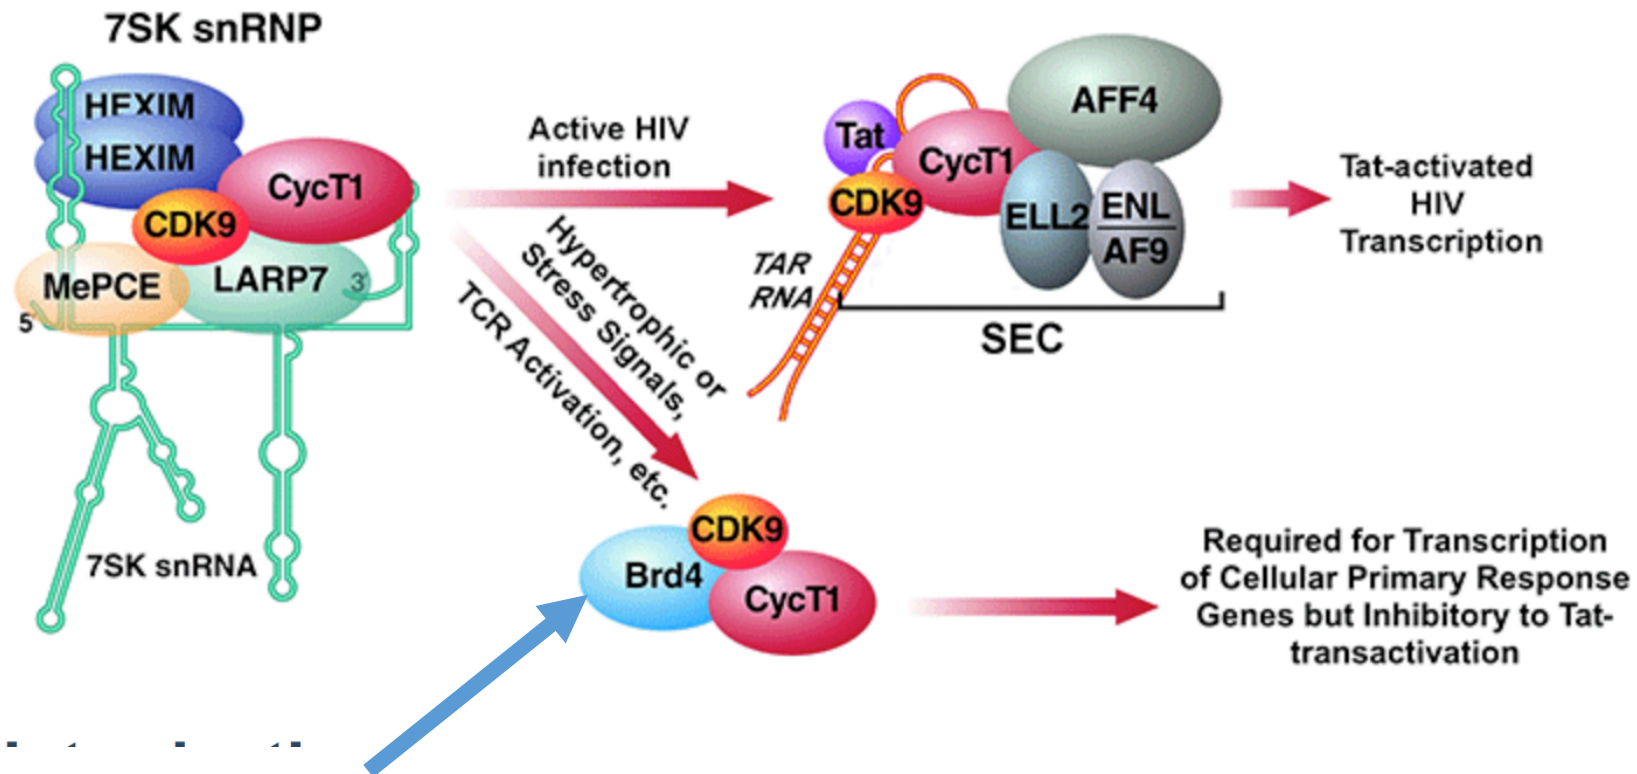 7SK snRNP
HEXIM
HEXIM
CycT1
CDK9
MePCE
LARP7
3'
5'
7SK snRNA
Active HIV
infection
Hypertrophic or
Stress Signals,
TCR Activation, etc.
Tat
CycT1
AFF4
CDK9
ELL2
ENL
AF9
TAR
RNA
SEC
Tat-activated
HIV
Transcription
CDK9
Brd4
CycT1
Required for Transcription
of Cellular Primary Response
Genes but Inhibitory to Tat-
transactivation